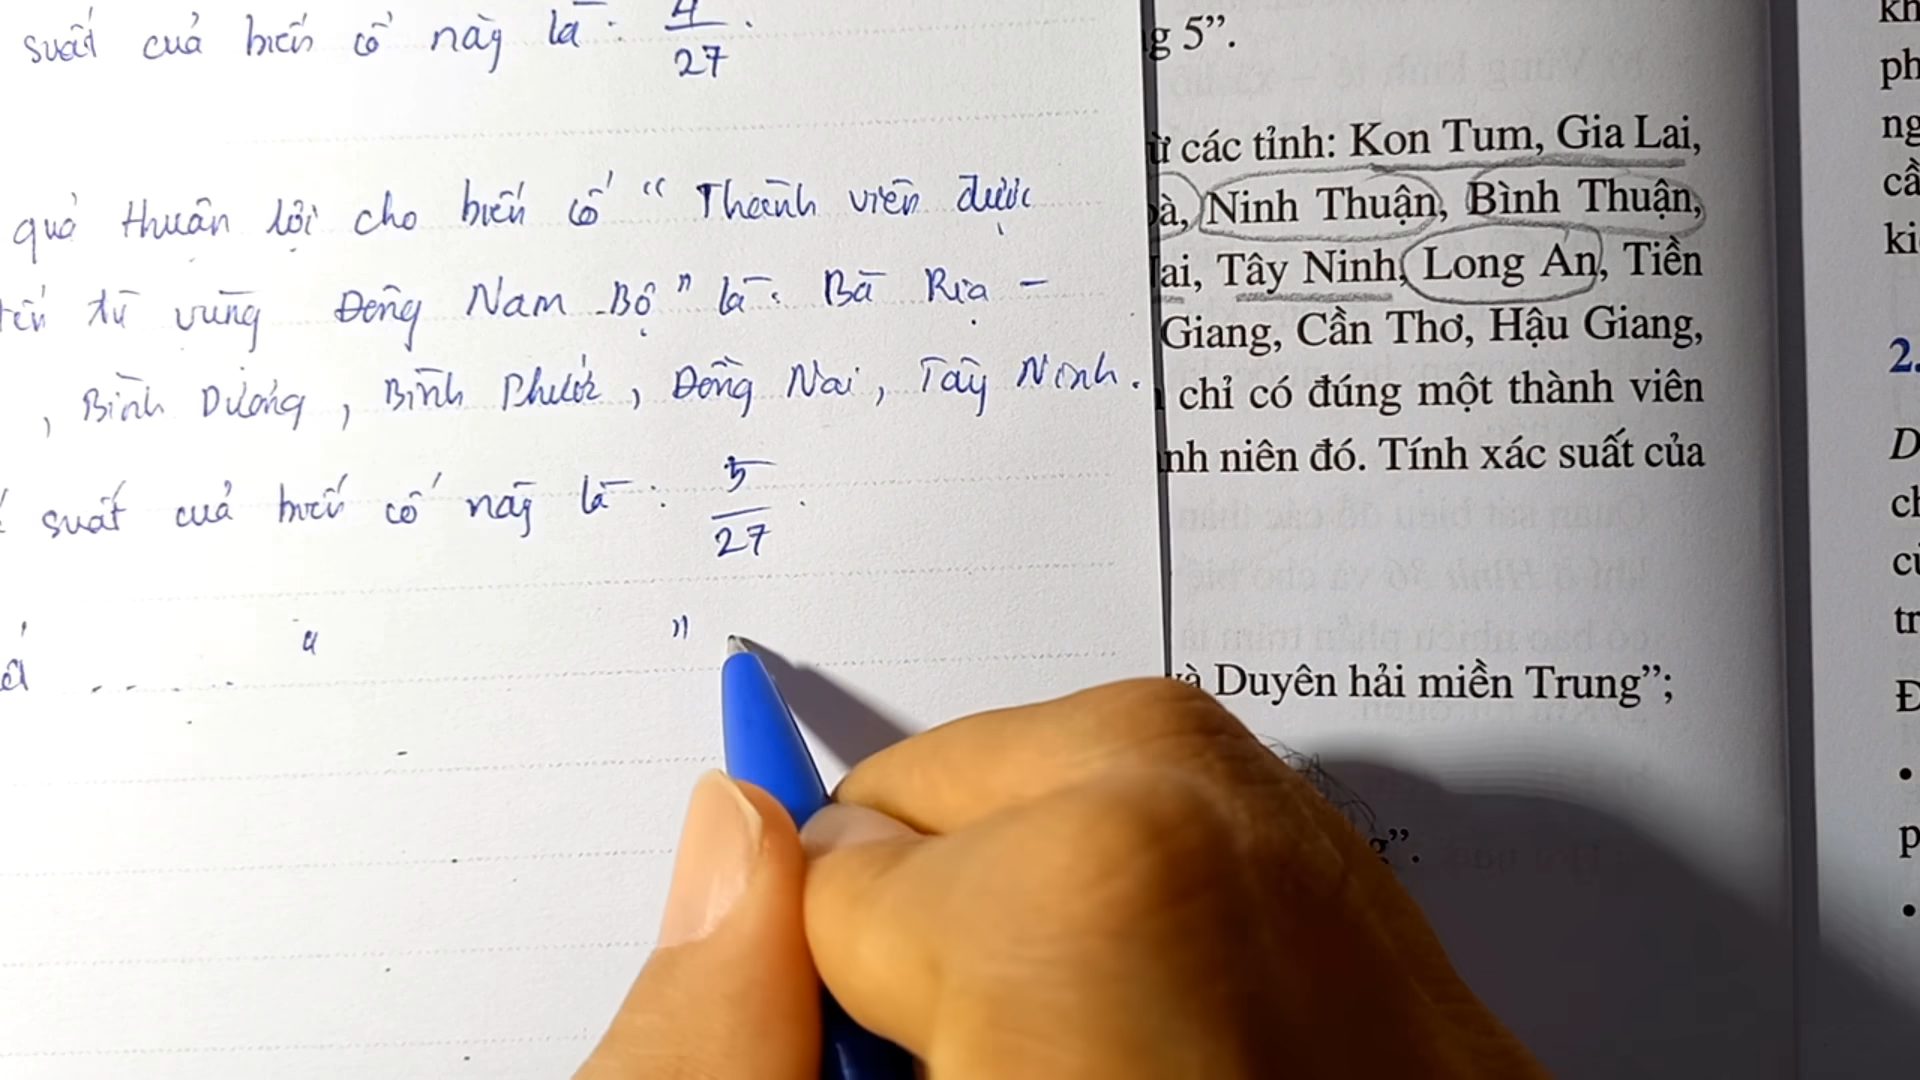 suất của biến cố này là: 4/27.
quả thuận lợi cho biến cố " Thành viên được
từ vùng Đông Nam Bộ " là: Bà Rịa –
, Bình Dương, Bình Phước, Đồng Nai, Tây Ninh.
suất của biến cố này là: 5/27.
..... " "
g 5”.
các tỉnh: Kon Tum, Gia Lai,
Ninh Thuận, Bình Thuận,
Tây Ninh, Long An, Tiền
Giang, Cần Thơ, Hậu Giang,
chỉ có đúng một thành viên
nh niên đó. Tính xác suất của
và Duyên hải miền Trung”;
g”.
kh
ph
ng
cầ
ki
2.
D
ch
củ
tr
Đ
•
p
•